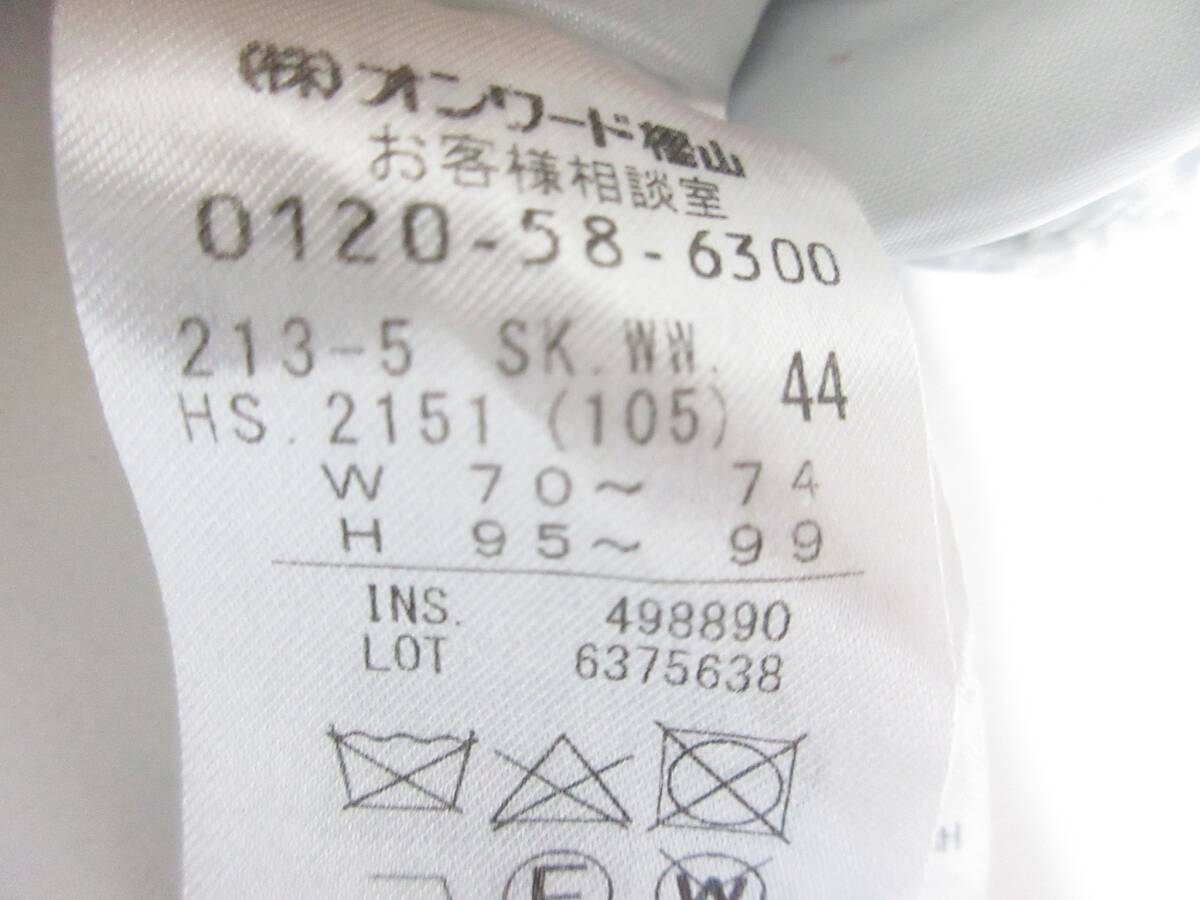 (株)オンワード樫山
お客様相談室
0120-58-6300
213-5 SK.WW. 44
HS.2151 (105)
W 70～ 74
H 95～ 99
INS. 498890
LOT 6375638
F W